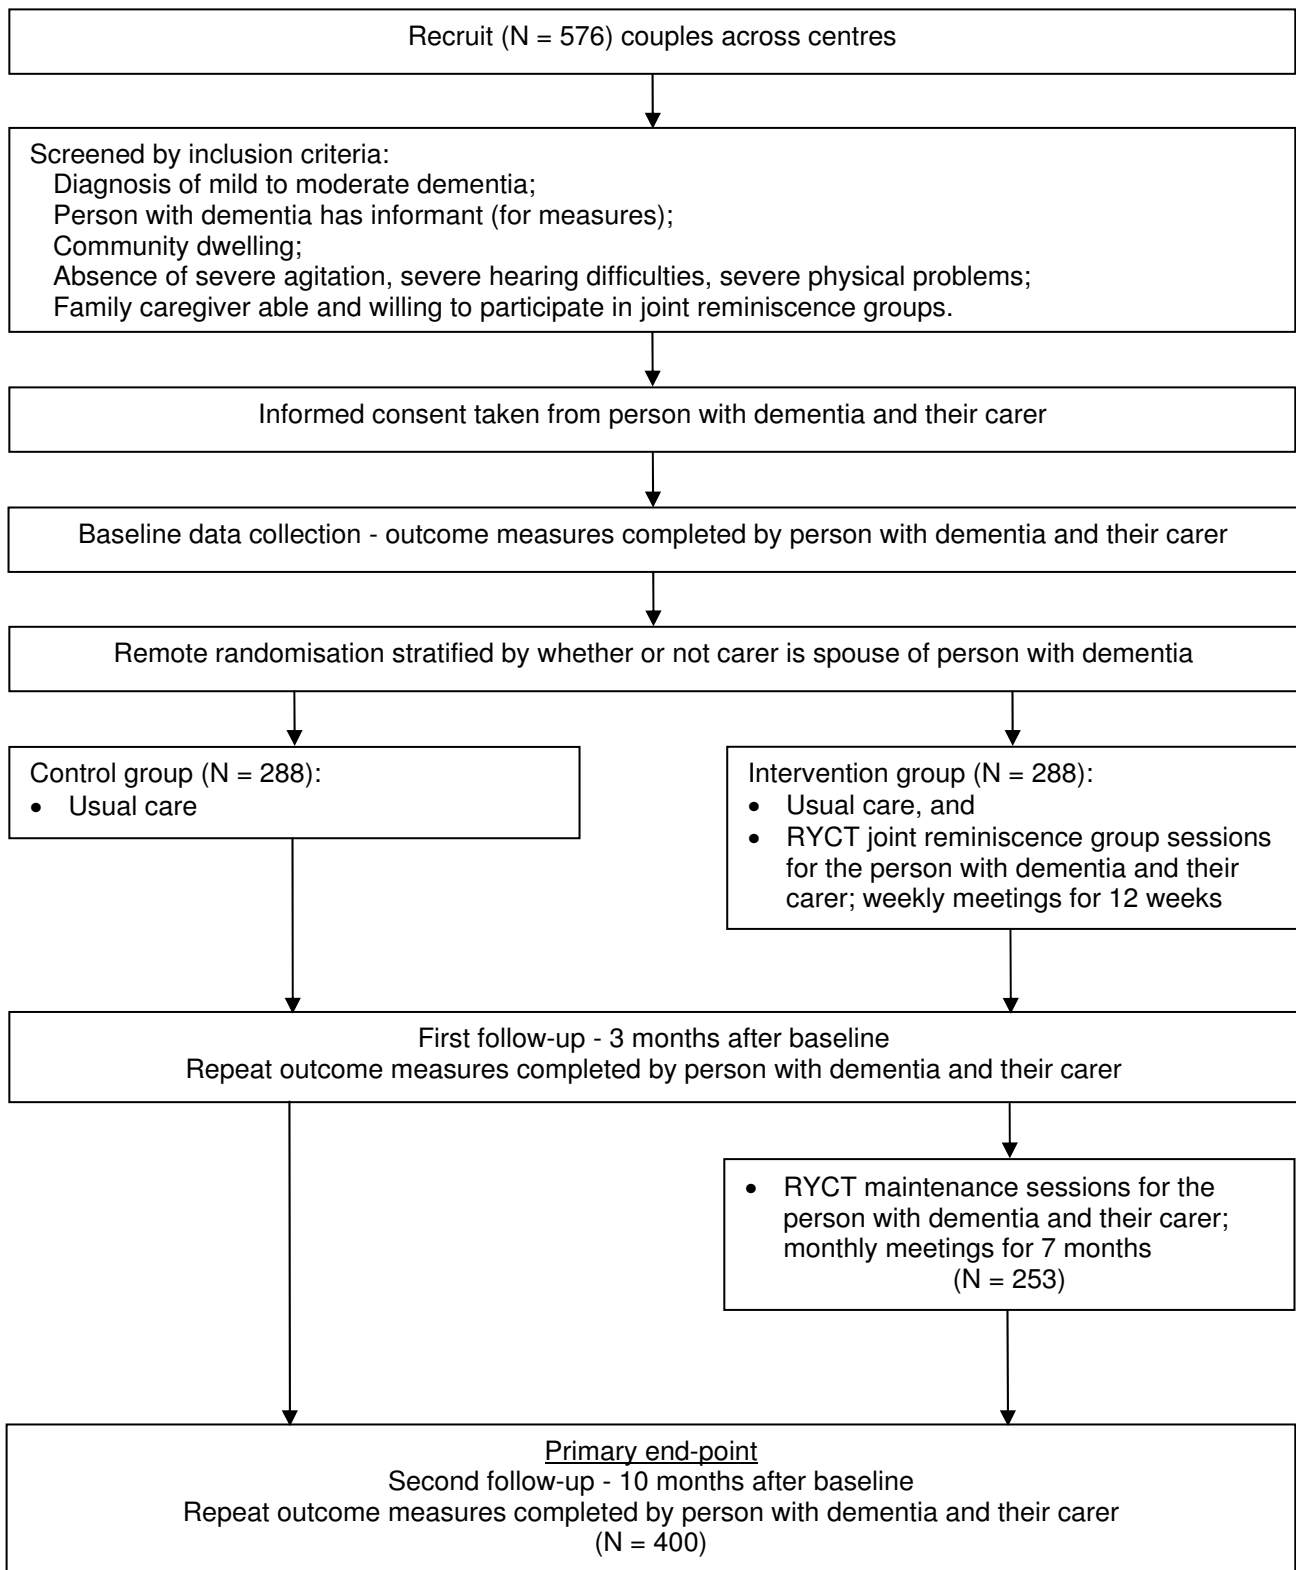 Recruit (N = 576) couples across centres
Screened by inclusion criteria:
Diagnosis of mild to moderate dementia;
Person with dementia has informant (for measures);
Community dwelling;
Absence of severe agitation, severe hearing difficulties, severe physical problems;
Family caregiver able and willing to participate in joint reminiscence groups.
Informed consent taken from person with dementia and their carer
Baseline data collection - outcome measures completed by person with dementia and their carer
Remote randomisation stratified by whether or not carer is spouse of person with dementia
Control group (N = 288):
• Usual care
Intervention group (N = 288):
• Usual care, and
• RYCT joint reminiscence group sessions
for the person with dementia and their
carer; weekly meetings for 12 weeks
First follow-up - 3 months after baseline
Repeat outcome measures completed by person with dementia and their carer
• RYCT maintenance sessions for the
person with dementia and their carer;
monthly meetings for 7 months
(N = 253)
Primary end-point
Second follow-up - 10 months after baseline
Repeat outcome measures completed by person with dementia and their carer
(N = 400)